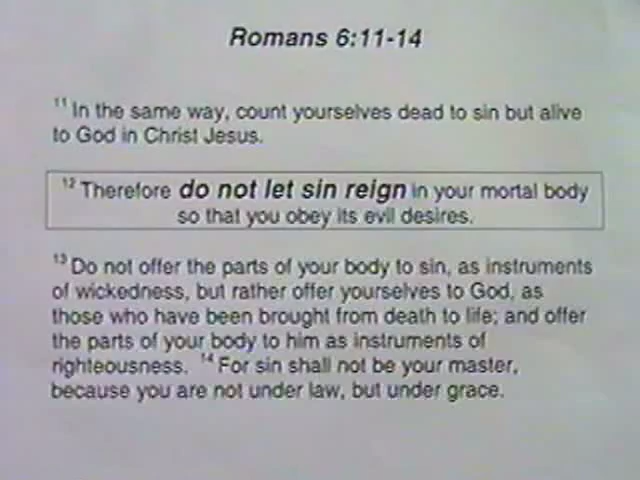 Romans 6:11-14
11 In the same way, count yourselves dead to sin but alive
to God in Christ Jesus.
12 Therefore do not let sin reign in your mortal body
so that you obey its evil desires.
13 Do not offer the parts of your body to sin, as instruments
of wickedness, but rather offer yourselves to God, as
those who have been brought from death to life; and offer
the parts of your body to him as instruments of
righteousness. 14 For sin shall not be your master,
because you are not under law, but under grace.